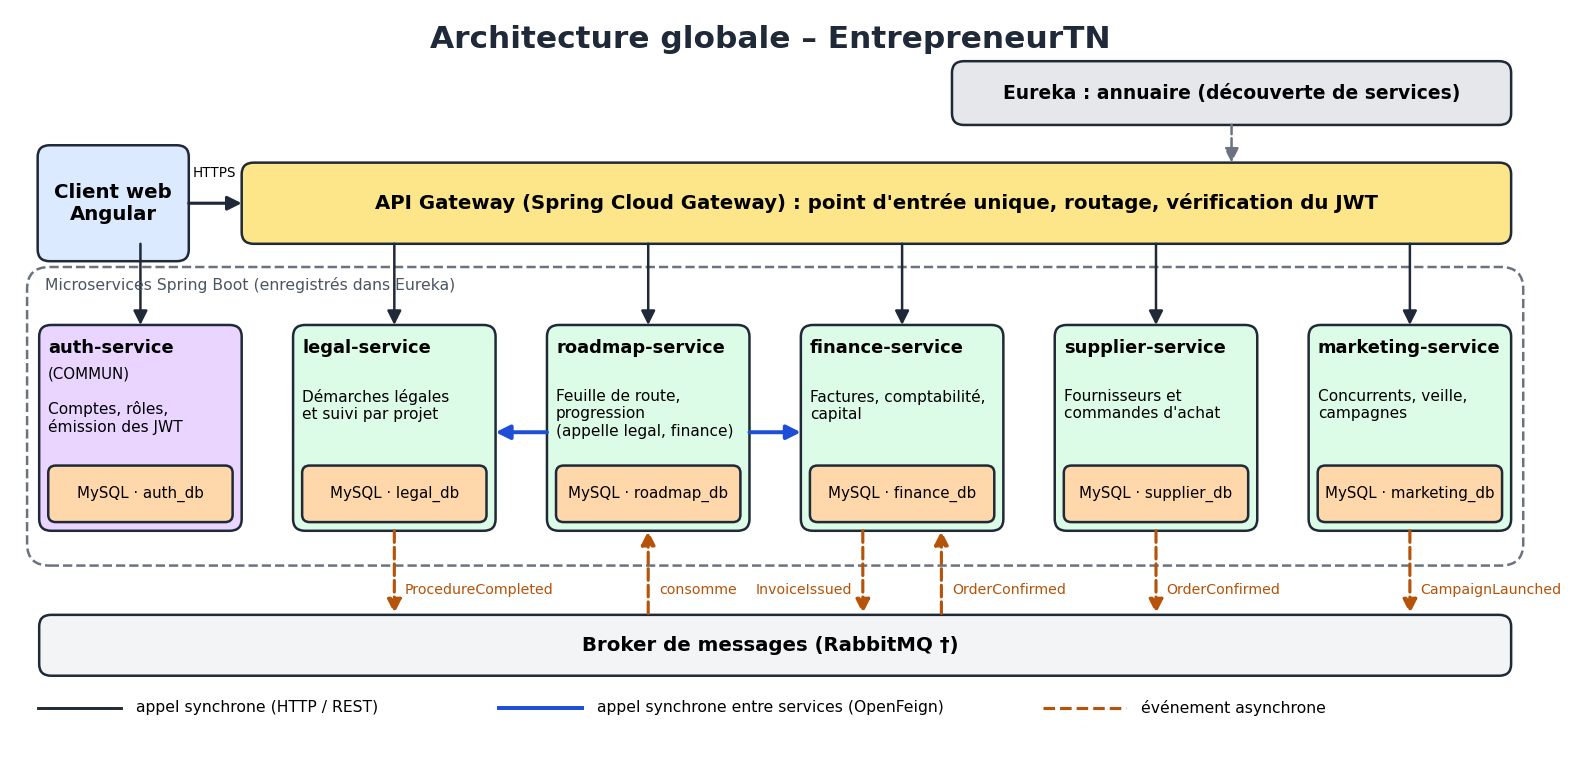 Architecture globale – EntrepreneurTN
Eureka : annuaire (découverte de services)
Client web
Angular
HTTPS
API Gateway (Spring Cloud Gateway) : point d'entrée unique, routage, vérification du JWT
Microservices Spring Boot (enregistrés dans Eureka)
auth-service
(COMMUN)
Comptes, rôles,
émission des JWT
MySQL · auth_db
legal-service
Démarches légales
et suivi par projet
MySQL · legal_db
roadmap-service
Feuille de route,
progression
(appelle legal, finance)
MySQL · roadmap_db
finance-service
Factures, comptabilité,
capital
MySQL · finance_db
supplier-service
Fournisseurs et
commandes d'achat
MySQL · supplier_db
marketing-service
Concurrents, veille,
campagnes
MySQL · marketing_db
ProcedureCompleted
consomme
InvoiceIssued
OrderConfirmed
OrderConfirmed
CampaignLaunched
Broker de messages (RabbitMQ †)
appel synchrone (HTTP / REST)
appel synchrone entre services (OpenFeign)
événement asynchrone